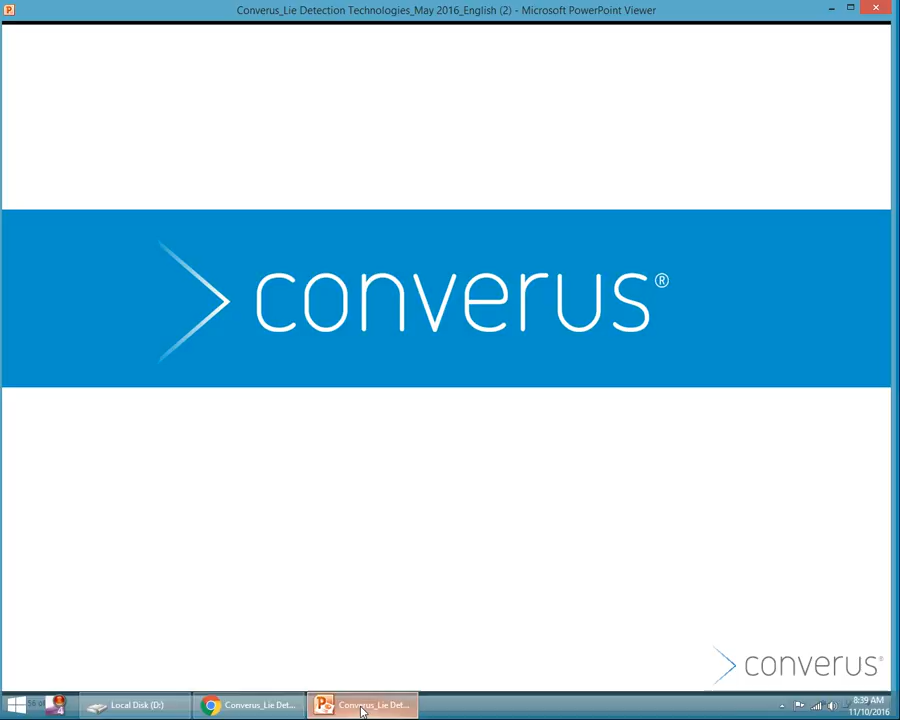 Converus_Lie Detection Technologies_May 2016_English (2) - Microsoft PowerPoint Viewer
converus®
converus®
Local Disk (D:)
Converus_Lie Det...
Converus_Lie Det...
8:39 AM
11/10/2016